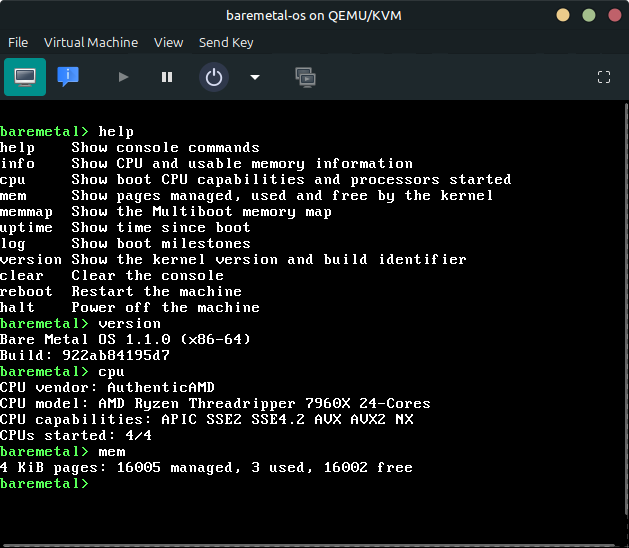 baremetal-os on QEMU/KVM
File Virtual Machine View Send Key
baremetal> help
help Show console commands
info Show CPU and usable memory information
cpu Show boot CPU capabilities and processors started
mem Show pages managed, used and free by the kernel
memmap Show the Multiboot memory map
uptime Show time since boot
log Show boot milestones
version Show the kernel version and build identifier
clear Clear the console
reboot Restart the machine
halt Power off the machine
baremetal> version
Bare Metal OS 1.1.0 (x86-64)
Build: 922ab84195d7
baremetal> cpu
CPU vendor: AuthenticAMD
CPU model: AMD Ryzen Threadripper 7960X 24-Cores
CPU capabilities: APIC SSE2 SSE4.2 AVX AVX2 NX
CPUs started: 4/4
baremetal> mem
4 KiB pages: 16005 managed, 3 used, 16002 free
baremetal>